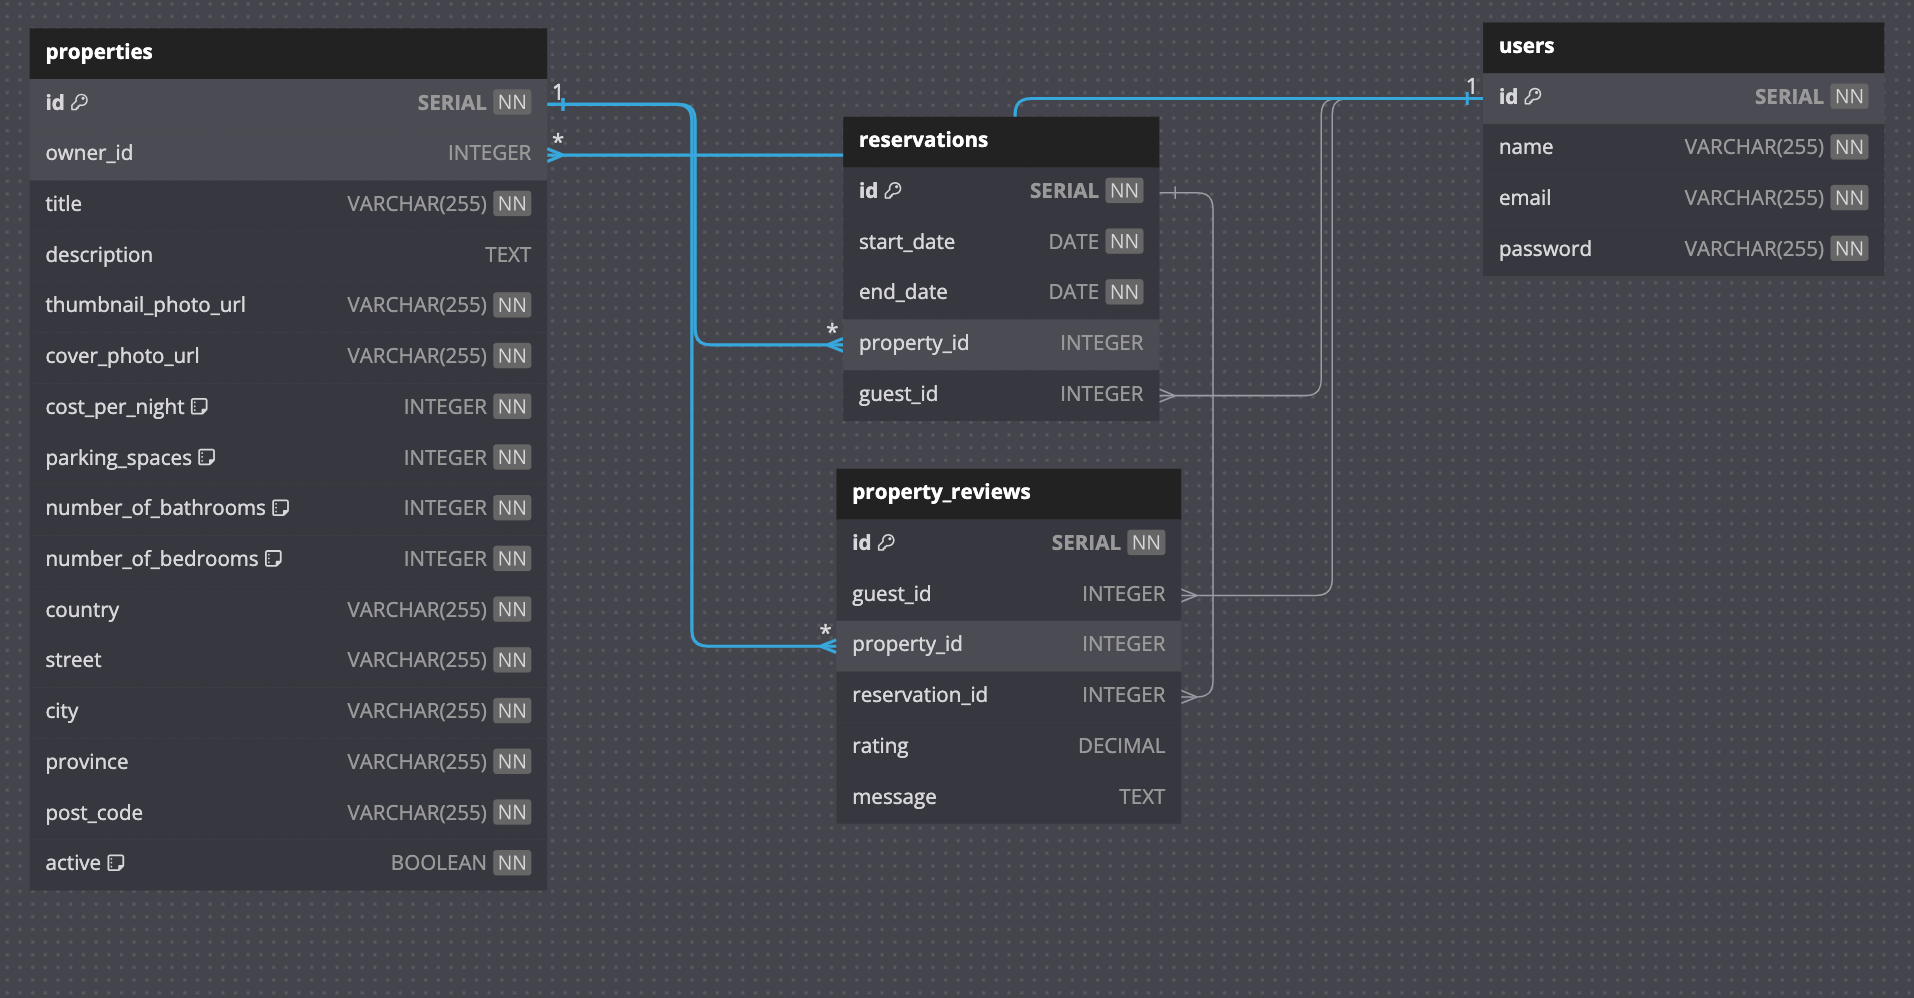 properties
id SERIAL NN
owner_id INTEGER
title VARCHAR(255) NN
description TEXT
thumbnail_photo_url VARCHAR(255) NN
cover_photo_url VARCHAR(255) NN
cost_per_night INTEGER NN
parking_spaces INTEGER NN
number_of_bathrooms INTEGER NN
number_of_bedrooms INTEGER NN
country VARCHAR(255) NN
street VARCHAR(255) NN
city VARCHAR(255) NN
province VARCHAR(255) NN
post_code VARCHAR(255) NN
active BOOLEAN NN
1
*
reservations
id SERIAL NN
start_date DATE NN
end_date DATE NN
* property_id INTEGER
guest_id INTEGER
property_reviews
id SERIAL NN
guest_id INTEGER
* property_id INTEGER
reservation_id INTEGER
rating DECIMAL
message TEXT
users
1 id SERIAL NN
name VARCHAR(255) NN
email VARCHAR(255) NN
password VARCHAR(255) NN